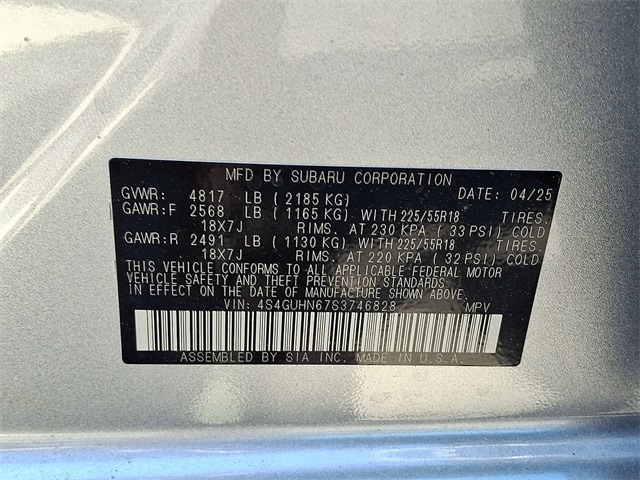 MFD BY SUBARU CORPORATION
GVWR: 4817 LB (2185 KG) DATE: 04/25
GAWR:F 2568 LB (1165 KG) WITH 225/55R18 TIRES.
18X7J RIMS. AT 230 KPA (33 PSI) COLD
GAWR:R 2491 LB (1130 KG) WITH 225/55R18 TIRES.
18X7J RIMS. AT 220 KPA (32 PSI) COLD
THIS VEHICLE CONFORMS TO ALL APPLICABLE FEDERAL MOTOR
VEHICLE SAFETY AND THEFT PREVENTION STANDARDS
IN EFFECT ON THE DATE OF MANUFACTURE SHOWN ABOVE.
VIN: 4S4GUHN67S3746828 MPV
ASSEMBLED BY SIA INC. MADE IN U.S.A.